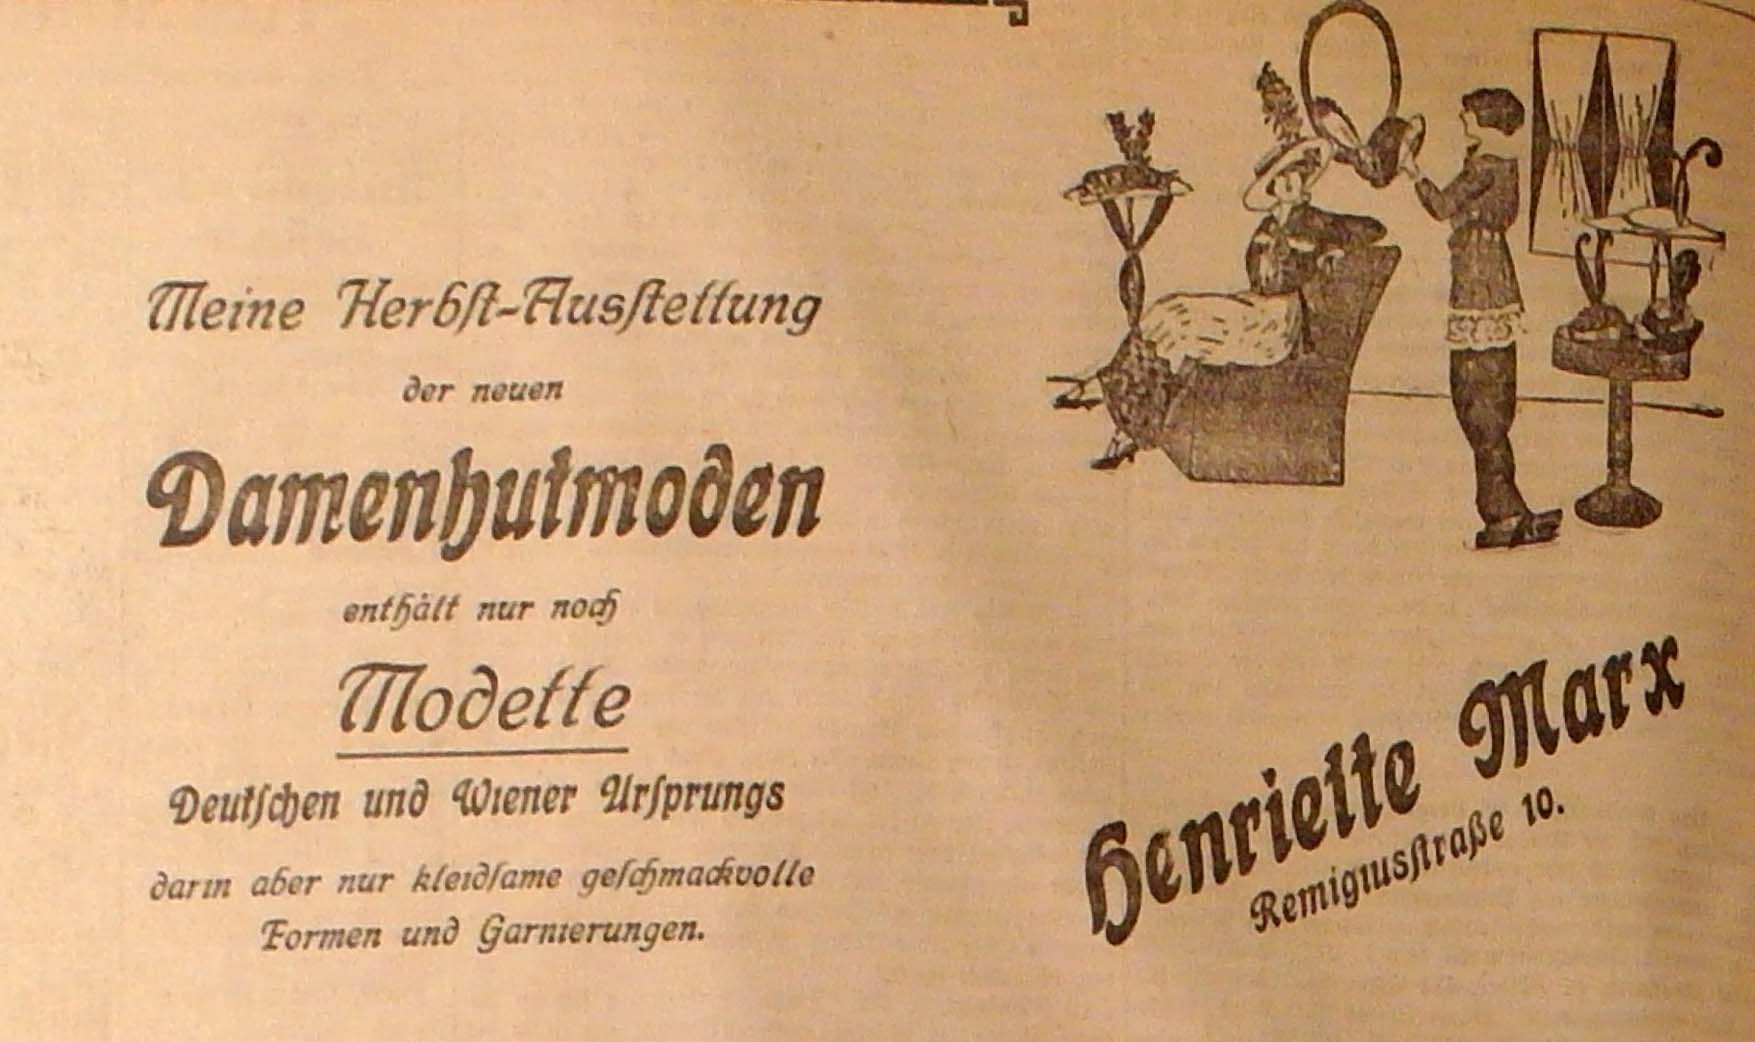 Meine Herbſt-Ausſtellung
der neuen
Damenhutmoden
enthält nur noch
Modelle
Deutſchen und Wiener Urſprungs
darin aber nur kleidſame geſchmackvolle
Formen und Garnierungen.
Henriette Marx
Remigiusſtraße 10.